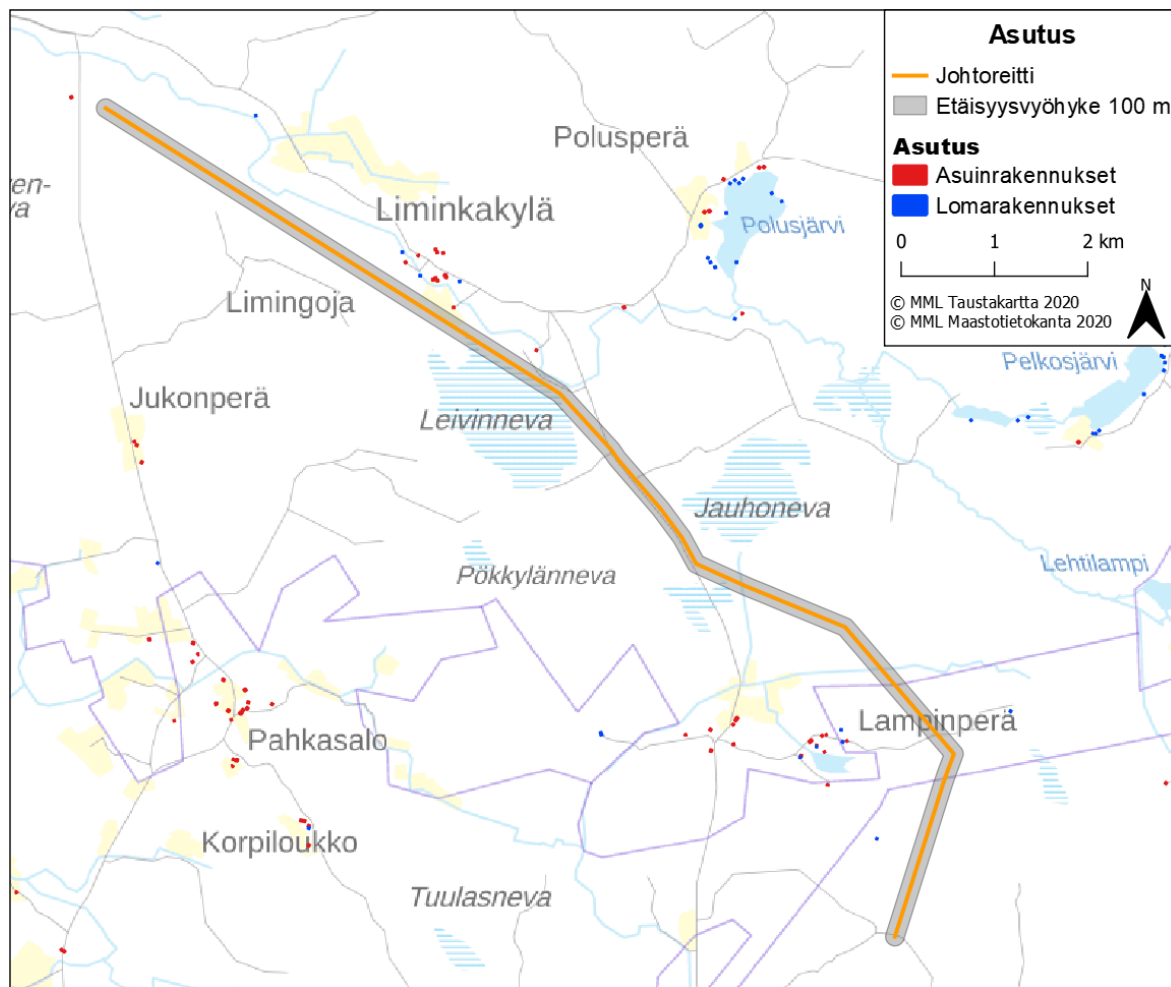 Asutus
Johtoreitti
Etäisyysvyöhyke 100 m
Asutus
Asuinrakennukset
Lomarakennukset
0 1 2 km
© MML Taustakartta 2020
© MML Maastotietokanta 2020
N
Polusperä
Liminkakylä
Polusjärvi
Limingoja
Pelkosjärvi
Jukonperä
Leivinneva
Jauhoneva
Pökkylänneva
Lehtilampi
Lampinperä
Pahkasalo
Korpiloukko
Tuulasneva